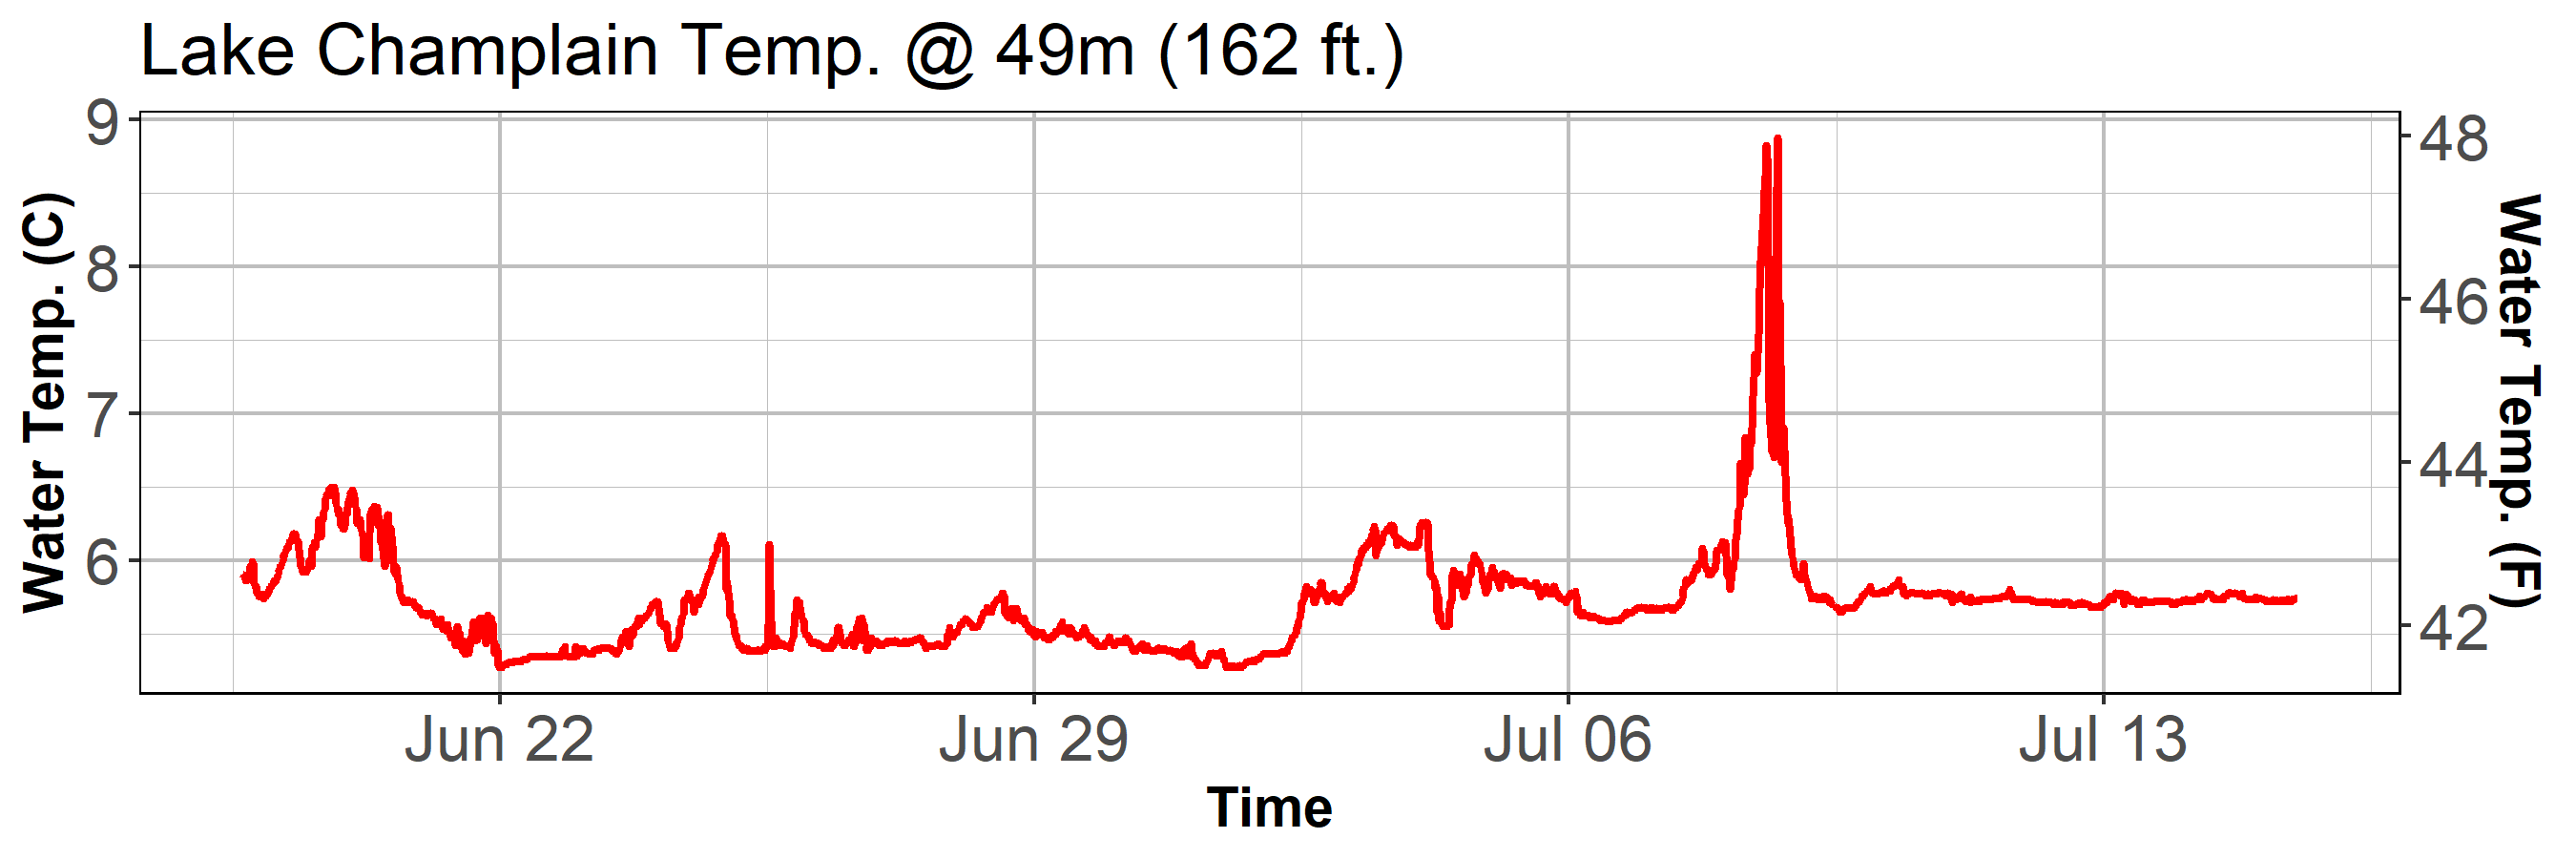 Lake Champlain Temp. @ 49m (162 ft.)
9
8
7
6
Water Temp. (C)
48
46
44
42
Water Temp. (F)
Jun 22
Jun 29
Jul 06
Jul 13
Time